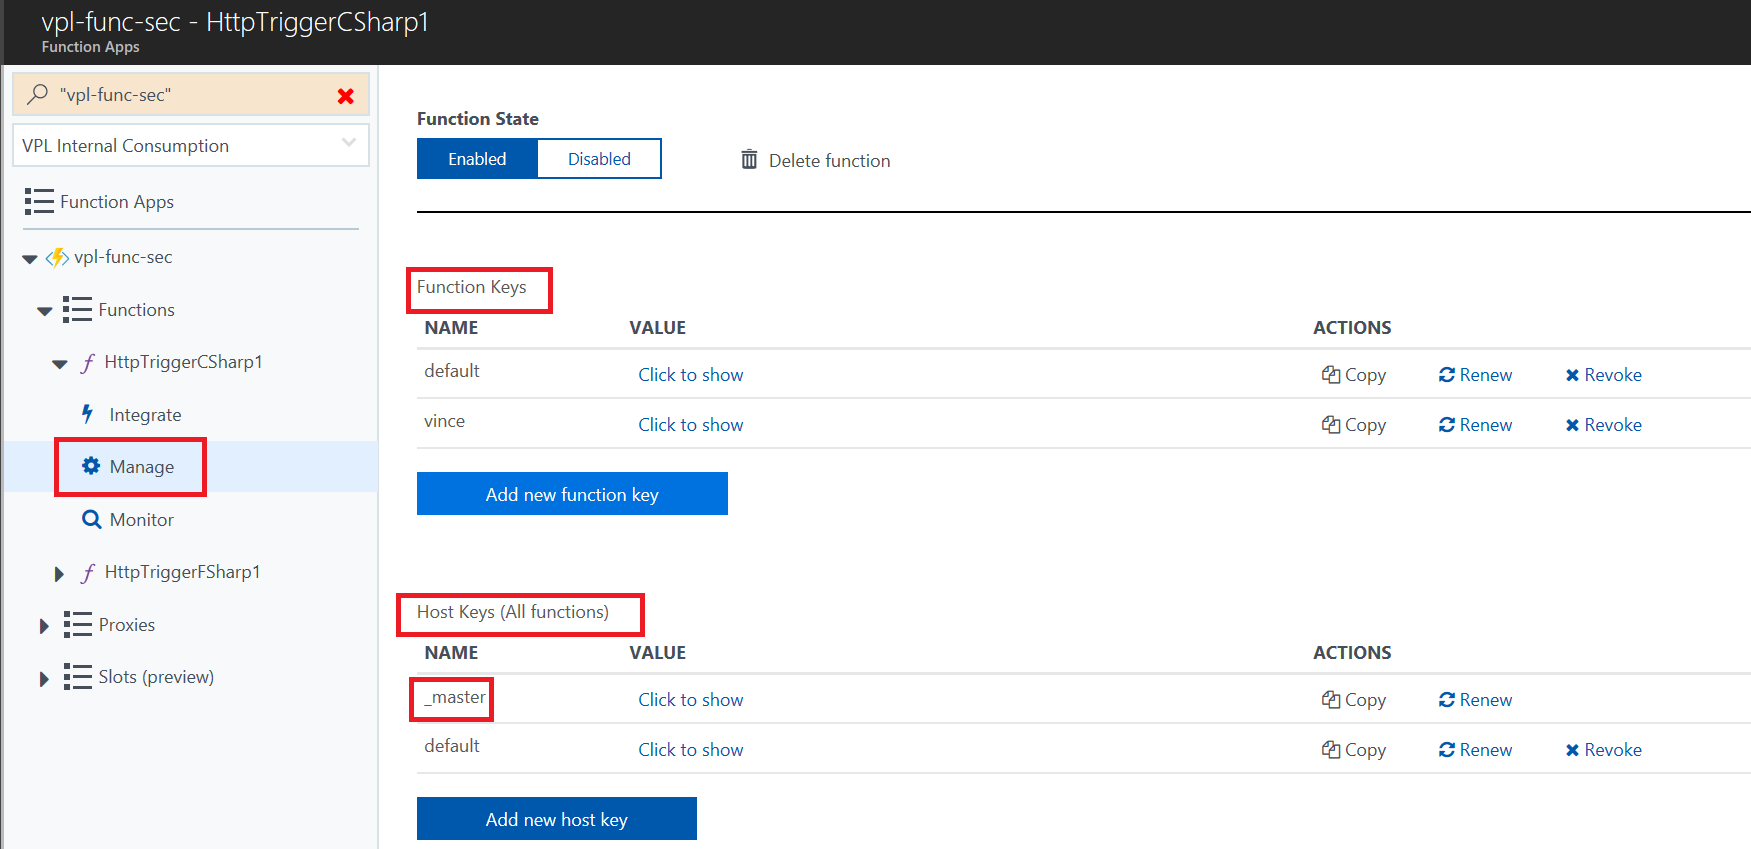 vpl-func-sec - HttpTriggerCSharp1
Function Apps
"vpl-func-sec"
VPL Internal Consumption
Function Apps
vpl-func-sec
Functions
HttpTriggerCSharp1
Integrate
Manage
Monitor
HttpTriggerFSharp1
Proxies
Slots (preview)
Function State
Enabled Disabled Delete function
Function Keys
NAME VALUE ACTIONS
default Click to show Copy Renew Revoke
vince Click to show Copy Renew Revoke
Add new function key
Host Keys (All functions)
NAME VALUE ACTIONS
_master Click to show Copy Renew
default Click to show Copy Renew Revoke
Add new host key